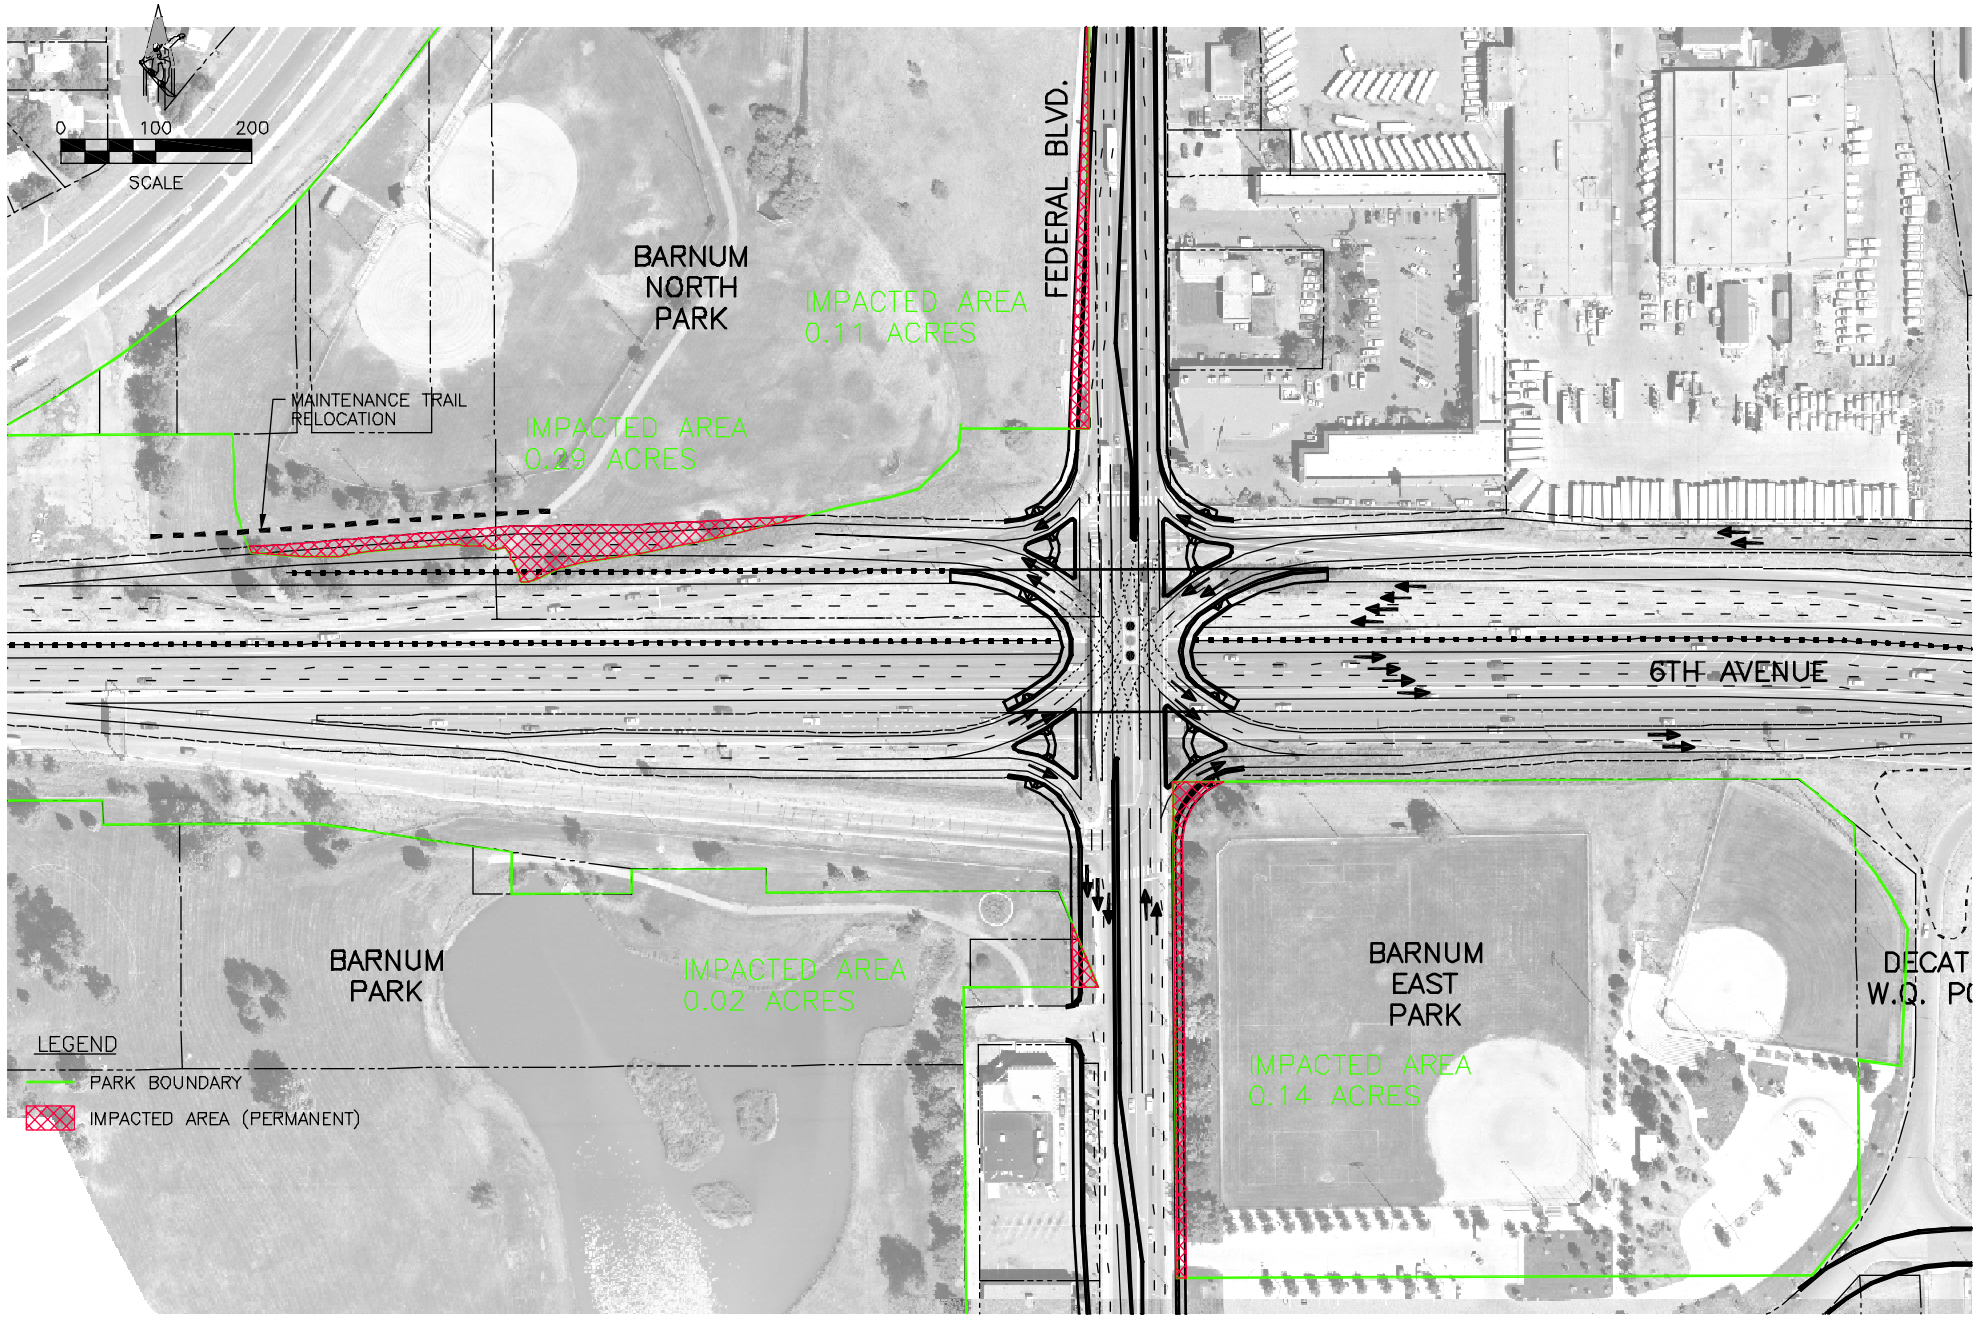 0 100 200
SCALE
FEDERAL BLVD.
BARNUM
NORTH
PARK
IMPACTED AREA
0.11 ACRES
MAINTENANCE TRAIL
RELOCATION
IMPACTED AREA
0.29 ACRES
6TH AVENUE
BARNUM
PARK
IMPACTED AREA
0.02 ACRES
BARNUM
EAST
PARK
DECAT
W.Q. PO
IMPACTED AREA
0.14 ACRES
LEGEND
PARK BOUNDARY
IMPACTED AREA (PERMANENT)